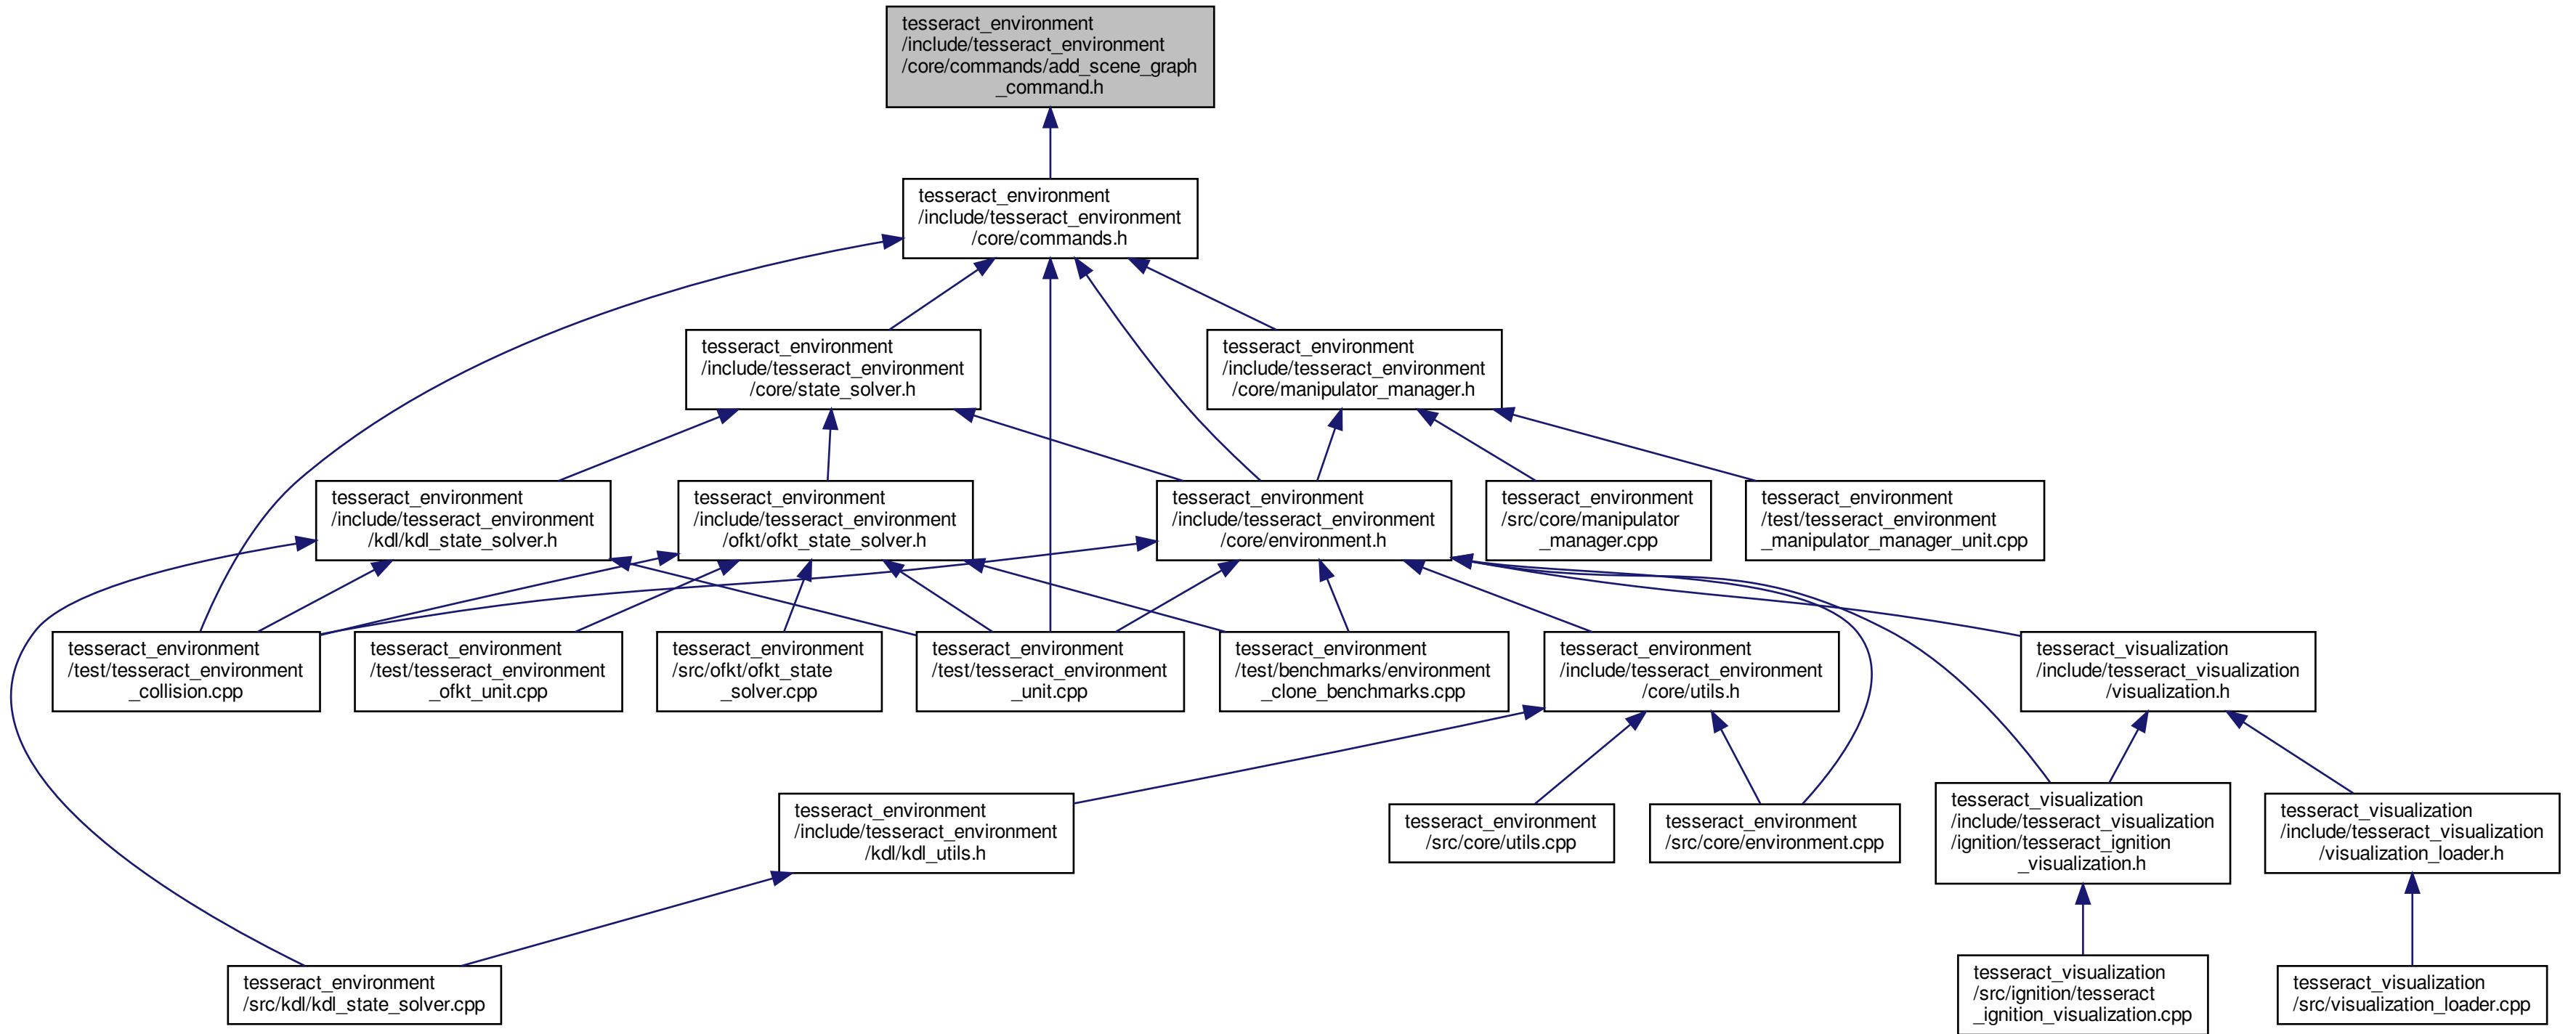 tesseract_environment
/include/tesseract_environment
/core/commands/add_scene_graph
_command.h
tesseract_environment
/include/tesseract_environment
/core/commands.h
tesseract_environment
/include/tesseract_environment
/core/state_solver.h
tesseract_environment
/include/tesseract_environment
/core/manipulator_manager.h
tesseract_environment
/include/tesseract_environment
/kdl/kdl_state_solver.h
tesseract_environment
/include/tesseract_environment
/ofkt/ofkt_state_solver.h
tesseract_environment
/include/tesseract_environment
/core/environment.h
tesseract_environment
/src/core/manipulator
_manager.cpp
tesseract_environment
/test/tesseract_environment
_manipulator_manager_unit.cpp
tesseract_environment
/test/tesseract_environment
_collision.cpp
tesseract_environment
/test/tesseract_environment
_ofkt_unit.cpp
tesseract_environment
/src/ofkt/ofkt_state
_solver.cpp
tesseract_environment
/test/tesseract_environment
_unit.cpp
tesseract_environment
/test/benchmarks/environment
_clone_benchmarks.cpp
tesseract_environment
/include/tesseract_environment
/core/utils.h
tesseract_visualization
/include/tesseract_visualization
/visualization.h
tesseract_environment
/include/tesseract_environment
/kdl/kdl_utils.h
tesseract_environment
/src/core/utils.cpp
tesseract_environment
/src/core/environment.cpp
tesseract_visualization
/include/tesseract_visualization
/ignition/tesseract_ignition
_visualization.h
tesseract_visualization
/include/tesseract_visualization
/visualization_loader.h
tesseract_environment
/src/kdl/kdl_state_solver.cpp
tesseract_visualization
/src/ignition/tesseract
_ignition_visualization.cpp
tesseract_visualization
/src/visualization_loader.cpp